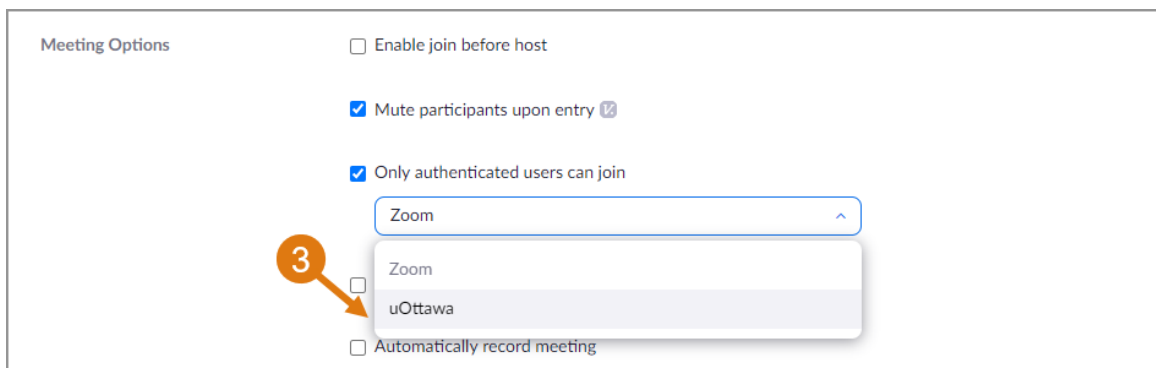 Meeting Options
Enable join before host
Mute participants upon entry
Only authenticated users can join
Zoom
3
Zoom
uOttawa
Automatically record meeting